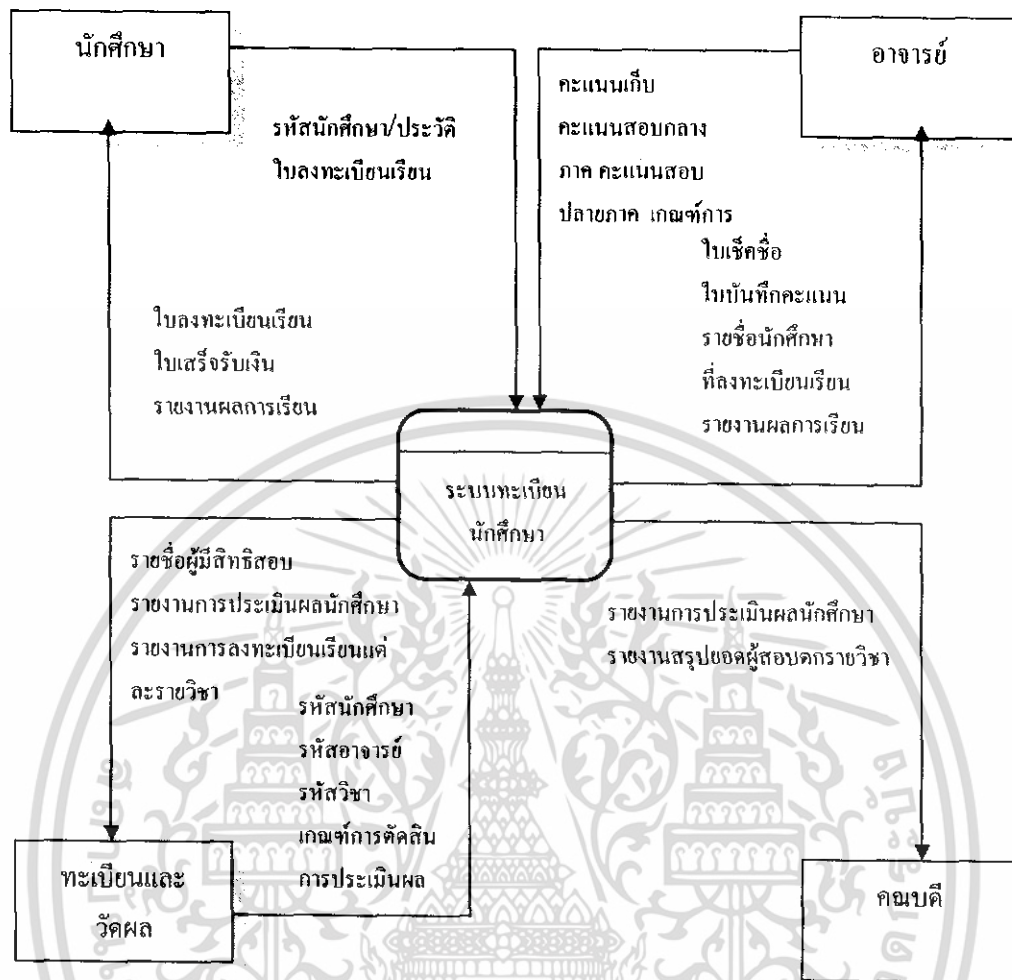 นักศึกษา
อาจารย์
รหัสนักศึกษา/ประวัติ
ใบลงทะเบียนเรียน
คะแนนเก็บ
คะแนนสอบกลาง
ภาค คะแนนสอบ
ปลายภาค เกณฑ์การ
ใบเช็คชื่อ
ใบบันทึกคะแนน
รายชื่อนักศึกษา
ที่ลงทะเบียนเรียน
รายงานผลการเรียน
ใบลงทะเบียนเรียน
ใบเสร็จรับเงิน
รายงานผลการเรียน
ระบบทะเบียน
นักศึกษา
รายชื่อผู้มีสิทธิสอบ
รายงานการประเมินผลนักศึกษา
รายงานการลงทะเบียนเรียนแต่
ละรายวิชา
รหัสนักศึกษา
รหัสอาจารย์
รหัสวิชา
เกณฑ์การตัดสิน
การประเมินผล
รายงานการประเมินผลนักศึกษา
รายงานสรุปยอดผู้สอบตกรายวิชา
ทะเบียนและ
วัดผล
คณบดี